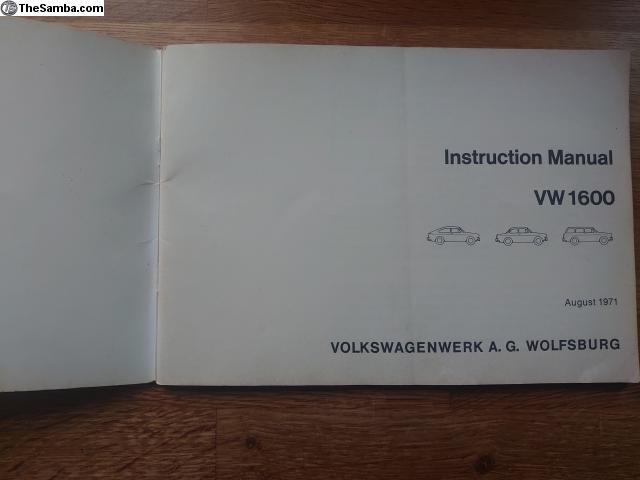 TheSamba.com
Instruction Manual
VW 1600
August 1971
VOLKSWAGENWERK A. G. WOLFSBURG